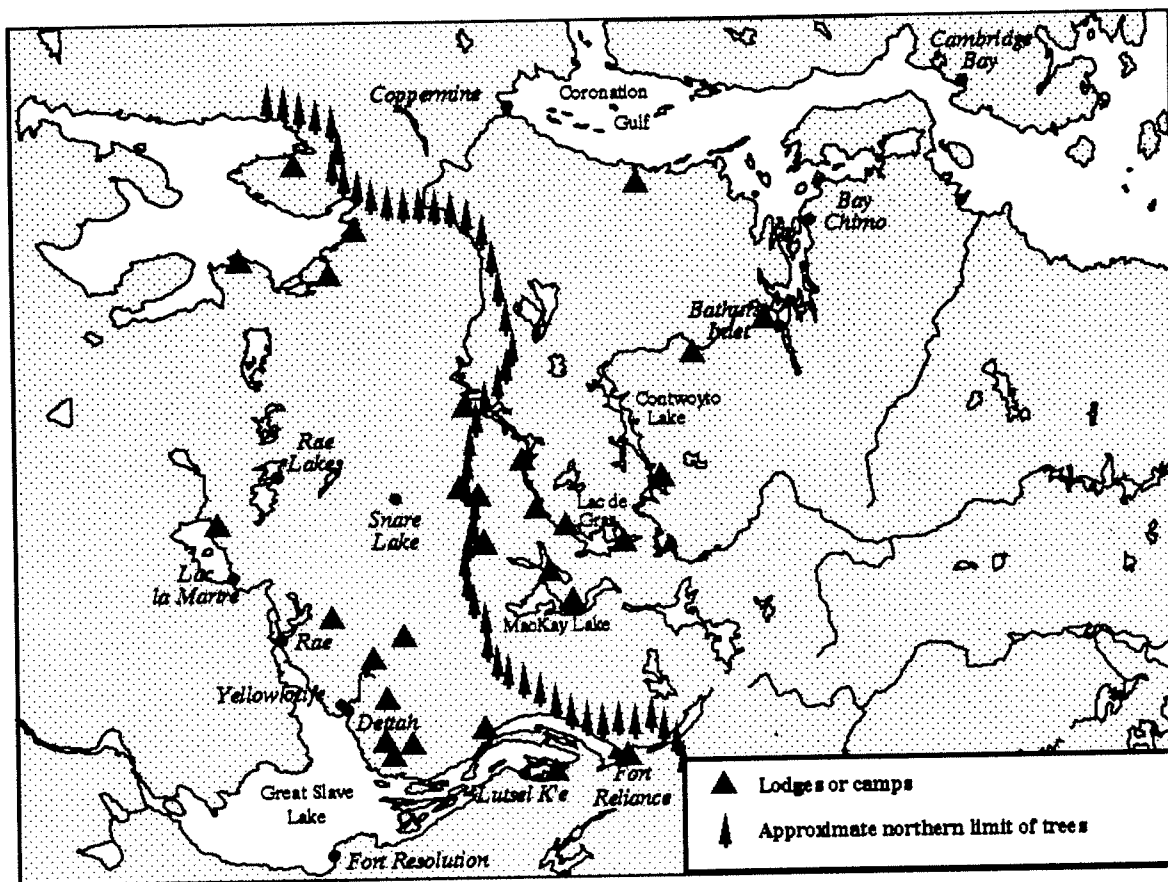 Cambridge
Bay
Coppermine
Coronation
Gulf
Bay
Chimo
Bathurst
Inlet
Contwoyto
Lake
Rae
Lakes
Snare
Lake
Lac de
Gras
Lac
la Martre
MacKay Lake
Rae
Yellowknife
Dettah
Great Slave
Lake
Lutsel K'e
Fort
Reliance
Fort Resolution
Lodges or camps
Approximate northern limit of trees